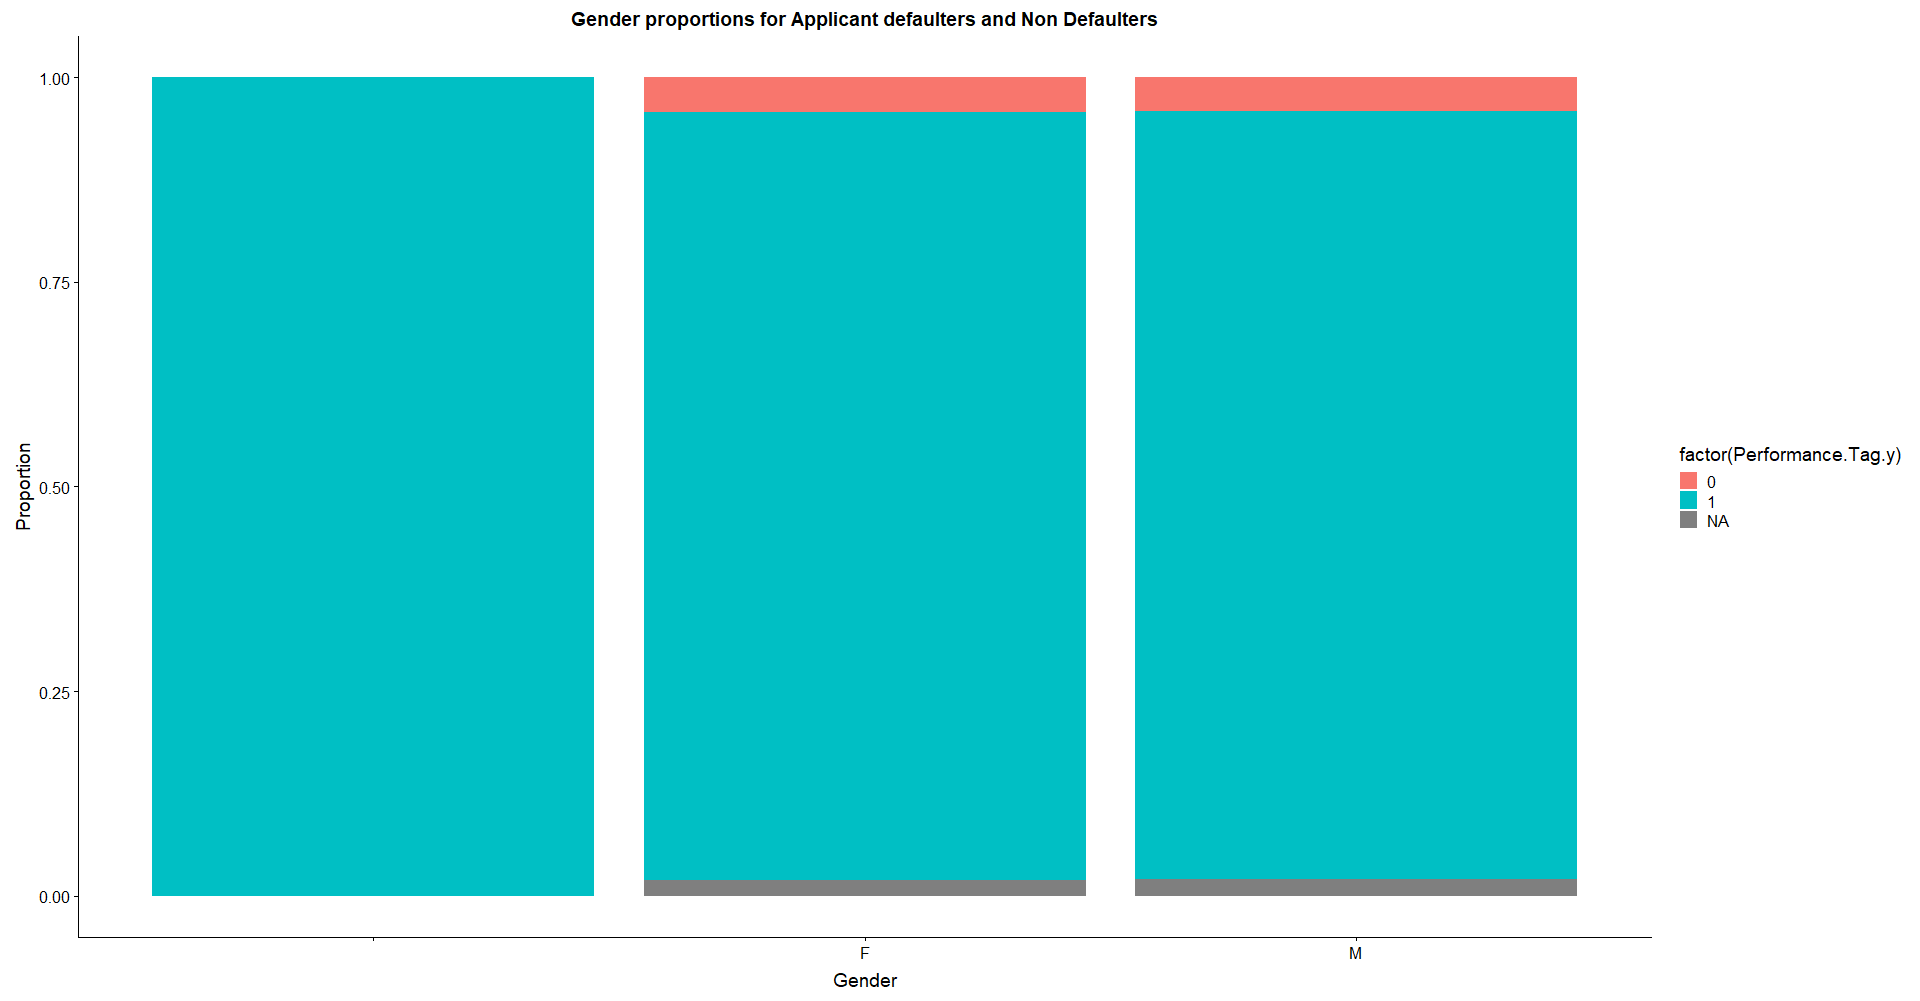 Gender proportions for Applicant defaulters and Non Defaulters
1.00
0.75
0.50
0.25
0.00
Proportion
F
M
Gender
factor(Performance.Tag.y)
0
1
NA